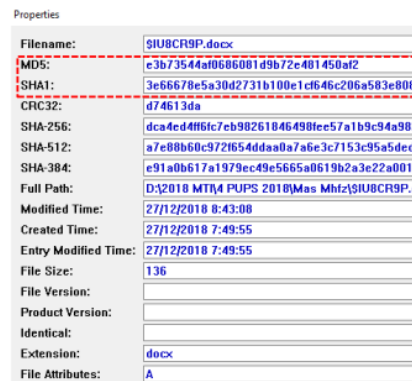 Properties
Filename: $IU8CR9P.docx
MD5: e3b73544af0686081d9b72e481450af2
SHA1: 3e66678e5a30d2731b100e1cf646c206a583e808
CRC32: d74613da
SHA-256: dca4ed4ff6fc7eb98261846498fee57a1b9c94a98
SHA-512: a7e88b60c972f654ddaa0a7a6e3c7153c95a5dec
SHA-384: e91a0b617a1979ec49e5665a0619b2a3e22a001
Full Path: D:\2018 MTI\4 PUPS 2018\Mas Mhfz\$IU8CR9P.
Modified Time: 27/12/2018 8:43:08
Created Time: 27/12/2018 7:49:55
Entry Modified Time: 27/12/2018 7:49:55
File Size: 136
File Version:
Product Version:
Identical:
Extension: docx
File Attributes: A